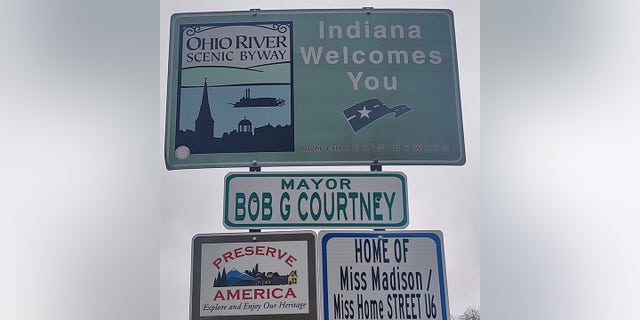 OHIO RIVER
SCENIC BYWAY
Indiana
Welcomes
You
AMERICA'S BYWAYS
MAYOR
BOB G COURTNEY
PRESERVE
AMERICA
Explore and Enjoy Our Heritage
HOME OF
Miss Madison /
Miss Home STREET U6